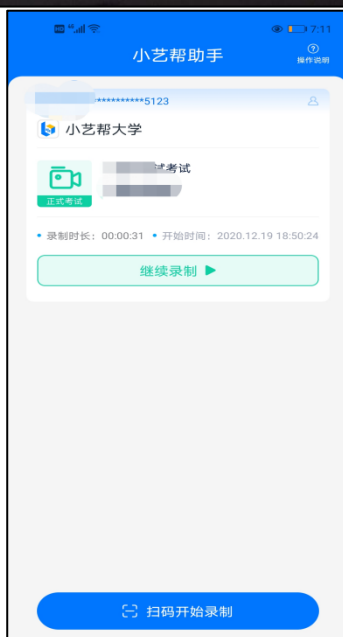 7:11
小艺帮助手
操作说明
**********5123
小艺帮大学
式考试
正式考试
• 录制时长：00:00:31 • 开始时间：2020.12.19 18:50:24
继续录制
扫码开始录制